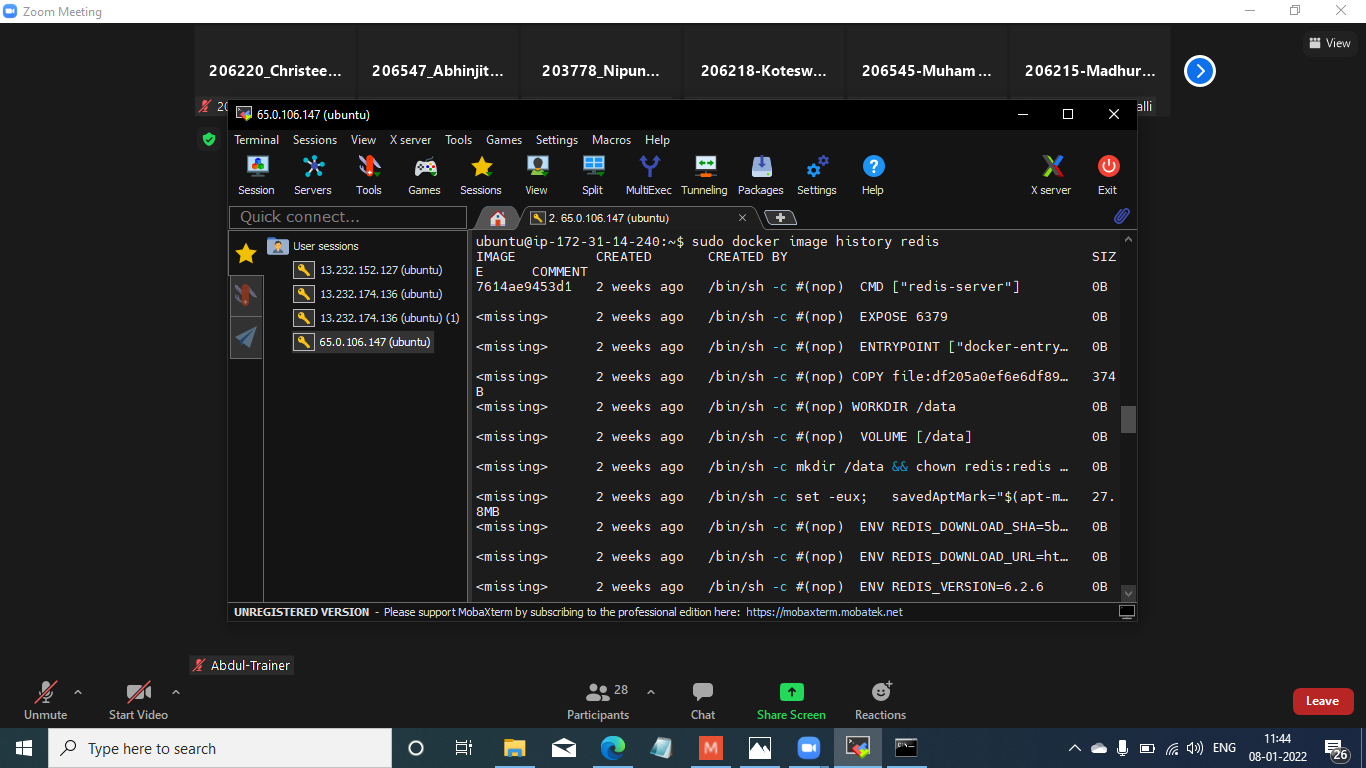 Zoom Meeting
View
206220_Christee... 206547_Abhinjit... 203778_Nipun... 206218-Kotesw... 206545-Muham ... 206215-Madhur...
20
alli
65.0.106.147 (ubuntu)
Terminal Sessions View X server Tools Games Settings Macros Help
Session Servers Tools Games Sessions View Split MultiExec Tunneling Packages Settings Help X server Exit
Quick connect...
2. 65.0.106.147 (ubuntu)
User sessions
13.232.152.127 (ubuntu)
13.232.174.136 (ubuntu)
13.232.174.136 (ubuntu) (1)
65.0.106.147 (ubuntu)
ubuntu@ip-172-31-14-240:~$ sudo docker image history redis
IMAGE CREATED CREATED BY SIZ
E COMMENT
7614ae9453d1 2 weeks ago /bin/sh -c #(nop) CMD ["redis-server"] 0B
<missing> 2 weeks ago /bin/sh -c #(nop) EXPOSE 6379 0B
<missing> 2 weeks ago /bin/sh -c #(nop) ENTRYPOINT ["docker-entry… 0B
<missing> 2 weeks ago /bin/sh -c #(nop) COPY file:df205a0ef6e6df89… 374
B
<missing> 2 weeks ago /bin/sh -c #(nop) WORKDIR /data 0B
<missing> 2 weeks ago /bin/sh -c #(nop) VOLUME [/data] 0B
<missing> 2 weeks ago /bin/sh -c mkdir /data && chown redis:redis … 0B
<missing> 2 weeks ago /bin/sh -c set -eux; savedAptMark="$(apt-m… 27.
8MB
<missing> 2 weeks ago /bin/sh -c #(nop) ENV REDIS_DOWNLOAD_SHA=5b… 0B
<missing> 2 weeks ago /bin/sh -c #(nop) ENV REDIS_DOWNLOAD_URL=ht… 0B
<missing> 2 weeks ago /bin/sh -c #(nop) ENV REDIS_VERSION=6.2.6 0B
UNREGISTERED VERSION - Please support MobaXterm by subscribing to the professional edition here: https://mobaxterm.mobatek.net
Abdul-Trainer
28
Unmute Start Video Participants Chat Share Screen Reactions Leave
Type here to search
M
ENG
11:44
08-01-2022
26